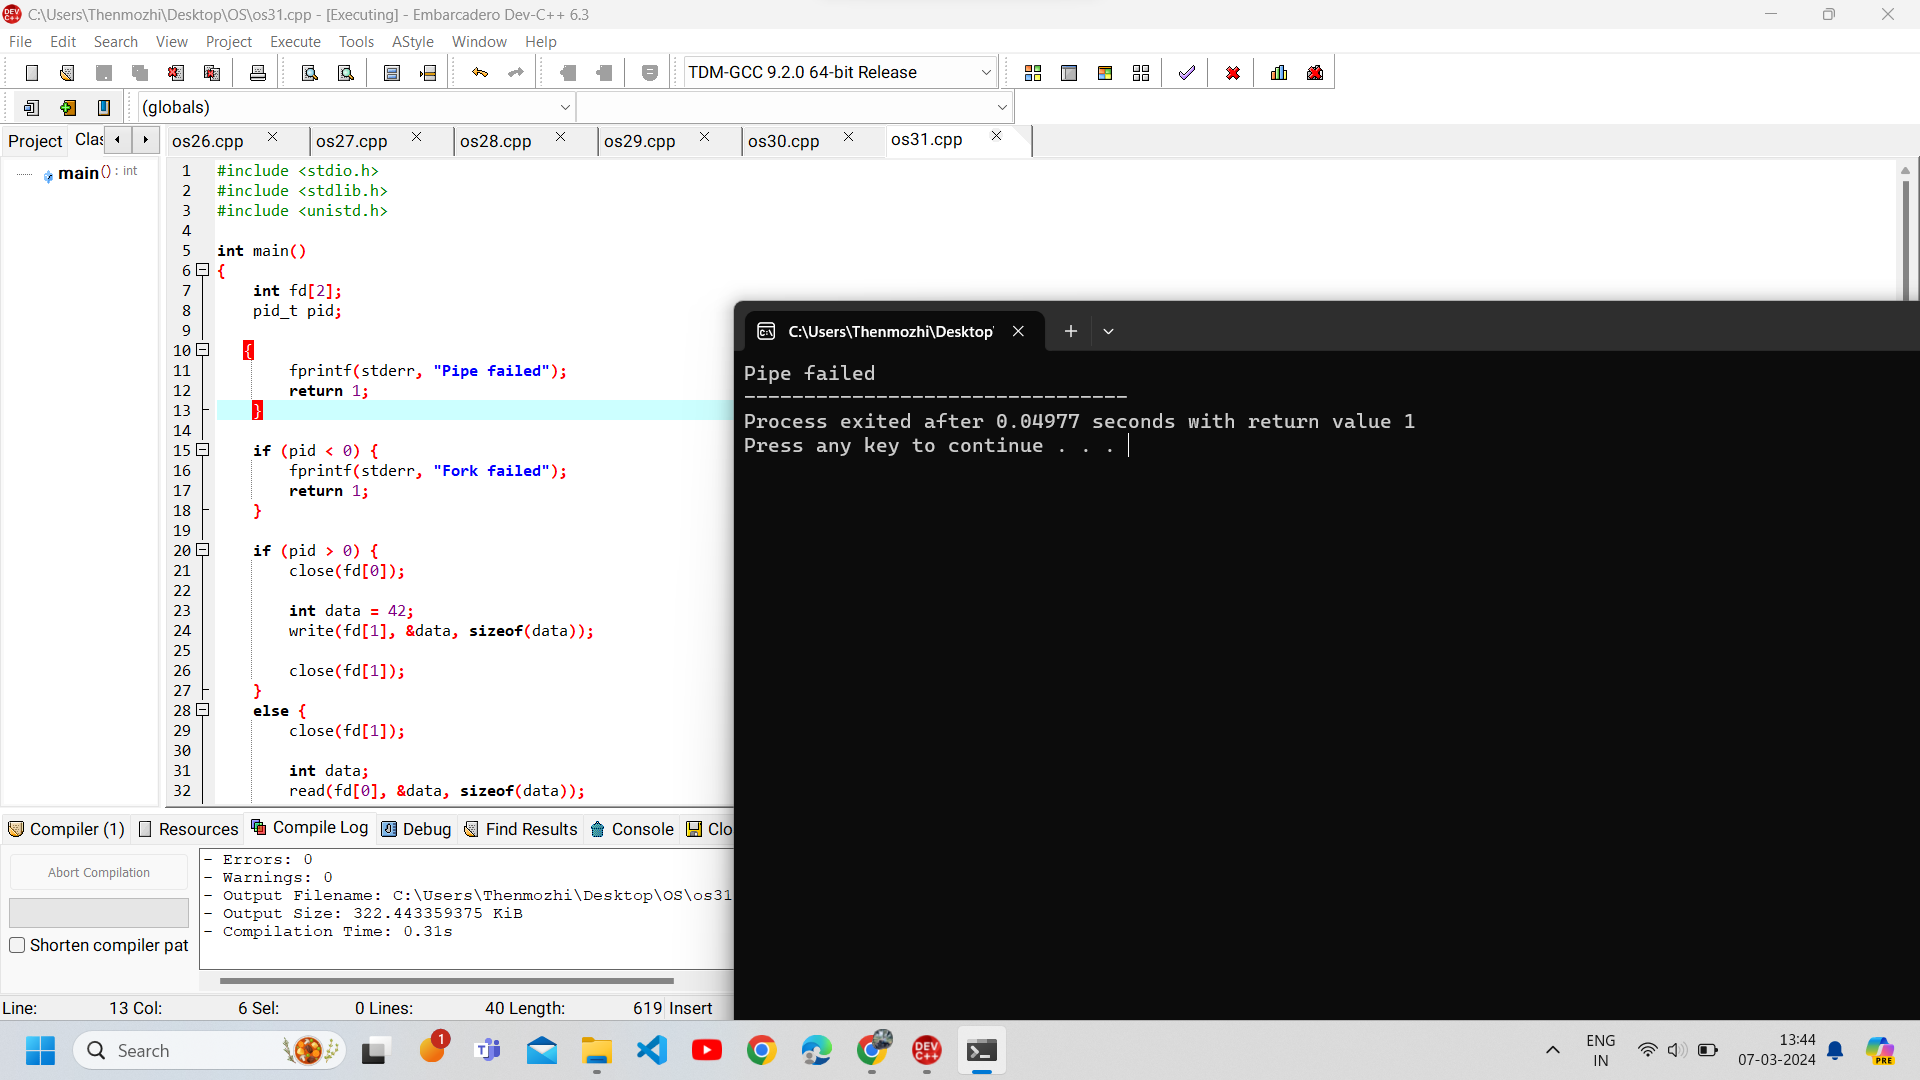 C:\Users\Thenmozhi\Desktop\OS\os31.cpp - [Executing] - Embarcadero Dev-C++ 6.3
File Edit Search View Project Execute Tools AStyle Window Help
TDM-GCC 9.2.0 64-bit Release
(globals)
Project Clas os26.cpp os27.cpp os28.cpp os29.cpp os30.cpp os31.cpp
main() : int
1 #include <stdio.h>
2 #include <stdlib.h>
3 #include <unistd.h>
4
5 int main()
6 {
7 int fd[2];
8 pid_t pid;
9
10 {
11 fprintf(stderr, "Pipe failed");
12 return 1;
13 }
14
15 if (pid < 0) {
16 fprintf(stderr, "Fork failed");
17 return 1;
18 }
19
20 if (pid > 0) {
21 close(fd[0]);
22
23 int data = 42;
24 write(fd[1], &data, sizeof(data));
25
26 close(fd[1]);
27 }
28 else {
29 close(fd[1]);
30
31 int data;
32 read(fd[0], &data, sizeof(data));
C:\Users\Thenmozhi\Desktop\
Pipe failed
--------------------------------
Process exited after 0.04977 seconds with return value 1
Press any key to continue . . .
Compiler (1) Resources Compile Log Debug Find Results Console Clo
Abort Compilation
Shorten compiler pat
- Errors: 0
- Warnings: 0
- Output Filename: C:\Users\Thenmozhi\Desktop\OS\os31
- Output Size: 322.443359375 KiB
- Compilation Time: 0.31s
Line: 13 Col: 6 Sel: 0 Lines: 40 Length: 619 Insert
Search
1
DEV C++
ENG
IN
13:44
07-03-2024
PRE